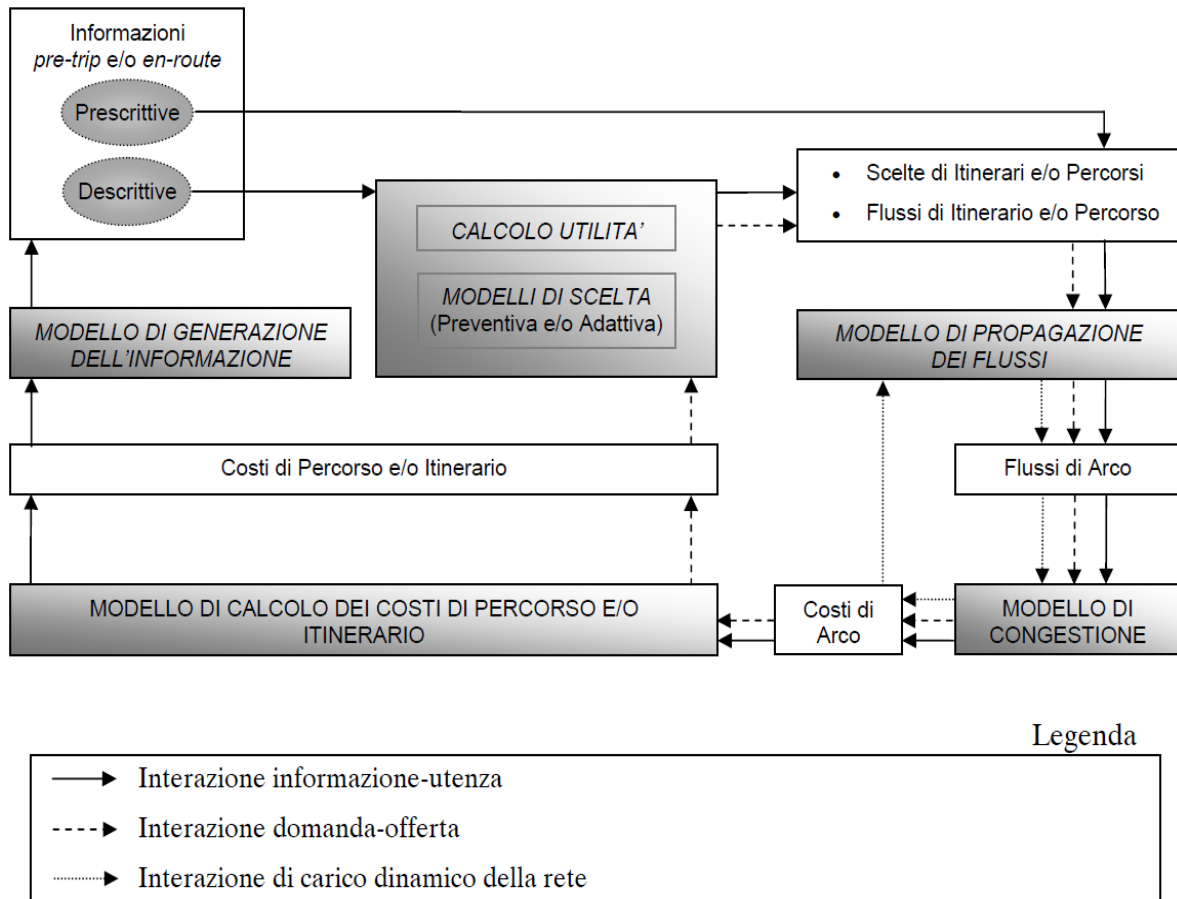 Informazioni
pre-trip e/o en-route
Prescrittive
Descrittive
CALCOLO UTILITA'
MODELLI DI SCELTA
(Preventiva e/o Adattiva)
• Scelte di Itinerari e/o Percorsi
• Flussi di Itinerario e/o Percorso
MODELLO DI GENERAZIONE
DELL'INFORMAZIONE
MODELLO DI PROPAGAZIONE
DEI FLUSSI
Costi di Percorso e/o Itinerario
Flussi di Arco
MODELLO DI CALCOLO DEI COSTI DI PERCORSO E/O
ITINERARIO
Costi di
Arco
MODELLO DI
CONGESTIONE
Legenda
Interazione informazione-utenza
Interazione domanda-offerta
Interazione di carico dinamico della rete